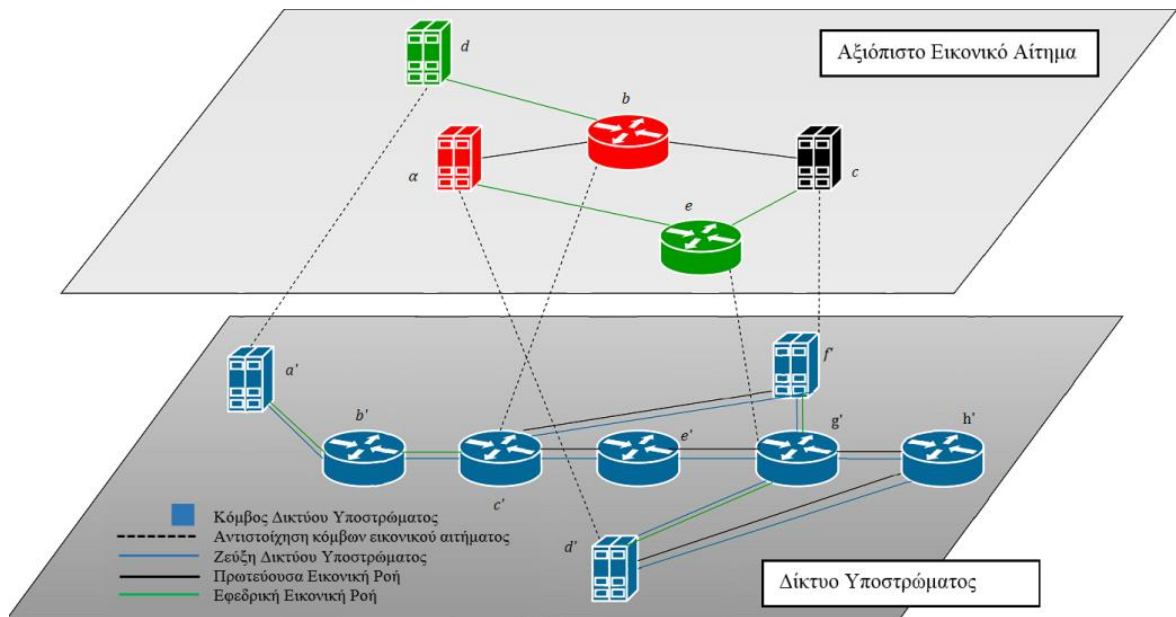 d
Αξιόπιστο Εικονικό Αίτημα
b
α
c
e
a'
f'
b'
e'
g'
h'
c'
d'
Κόμβος Δικτύου Υποστρώματος
Αντιστοίχηση κόμβων εικονικού αιτήματος
Ζεύξη Δικτύου Υποστρώματος
Πρωτεύουσα Εικονική Ροή
Εφεδρική Εικονική Ροή
Δίκτυο Υποστρώματος